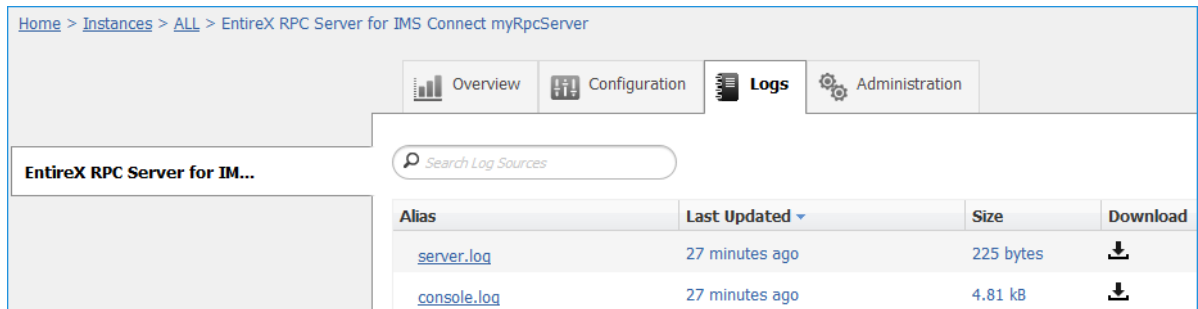 Home > Instances > ALL > EntireX RPC Server for IMS Connect myRpcServer
Overview Configuration Logs Administration
Search Log Sources
EntireX RPC Server for IM...
Alias Last Updated Size Download
server.log 27 minutes ago 225 bytes
console.log 27 minutes ago 4.81 kB